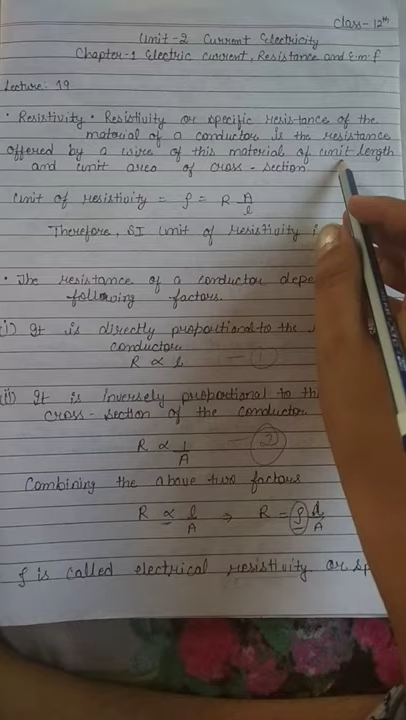 Class-12th
Unit-2 Current Electricity
Chapter-1 Electric current, Resistance and E.m.f
Lecture: 19
• Resistivity • Resistivity or specific resistance of the
material of a conductor is the resistance
offered by a wire of this material of unit length
and unit area of cross-section
Unit of resistivity = ρ = R A/l
Therefore, SI unit of resistivity is
• The resistance of a conductor depe
following factors.
(i) It is directly proportional to the
conductor
R ∝ l — (1)
(ii) It is inversely proportional to th
cross-section of the conductor
R ∝ 1/A — (2)
Combining the above two factors
R ∝ l/A ⇒ R = ρ l/A
ρ is called electrical resistivity or sp